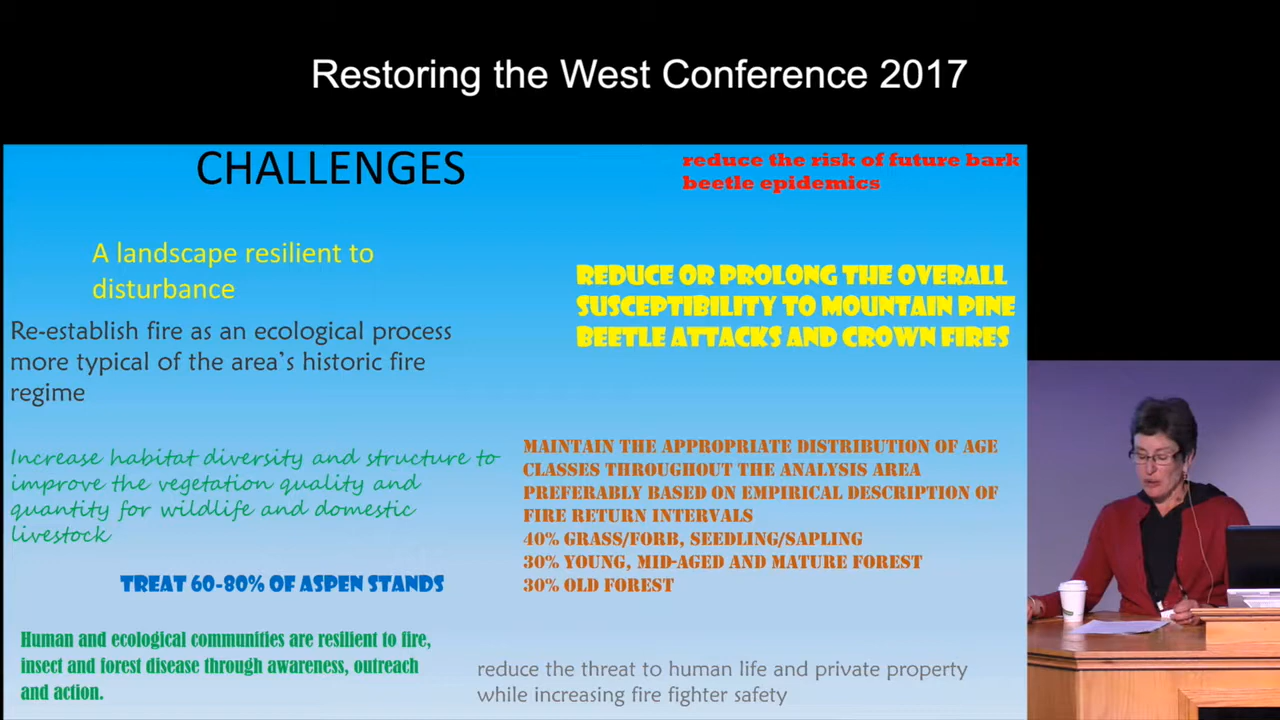 Restoring the West Conference 2017
CHALLENGES
reduce the risk of future bark
beetle epidemics
A landscape resilient to
disturbance
REDUCE OR PROLONG THE OVERALL
SUSCEPTIBILITY TO MOUNTAIN PINE
BEETLE ATTACKS AND CROWN FIRES
Re-establish fire as an ecological process
more typical of the area's historic fire
regime
Increase habitat diversity and structure to
improve the vegetation quality and
quantity for wildlife and domestic
livestock
MAINTAIN THE APPROPRIATE DISTRIBUTION OF AGE
CLASSES THROUGHOUT THE ANALYSIS AREA
PREFERABLY BASED ON EMPIRICAL DESCRIPTION OF
FIRE RETURN INTERVALS
40% GRASS/FORB, SEEDLING/SAPLING
30% YOUNG, MID-AGED AND MATURE FOREST
30% OLD FOREST
TREAT 60-80% OF ASPEN STANDS
Human and ecological communities are resilient to fire,
insect and forest disease through awareness, outreach
and action.
reduce the threat to human life and private property
while increasing fire fighter safety